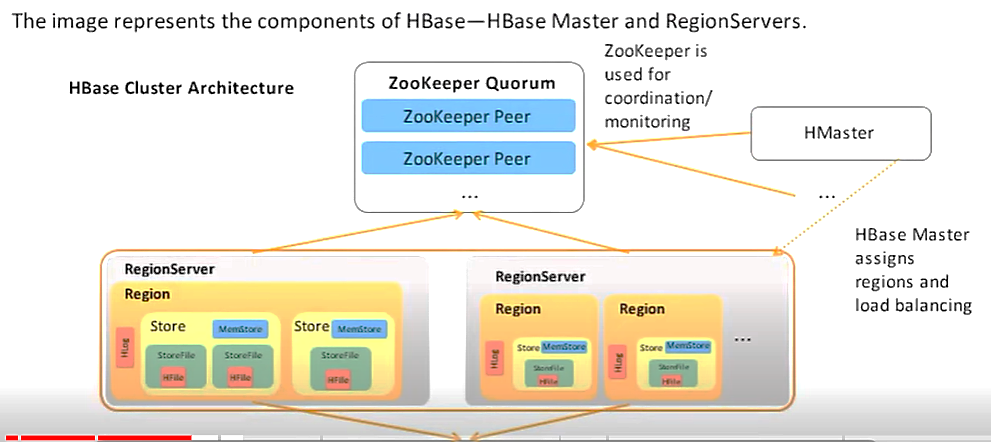 The image represents the components of HBase—HBase Master and RegionServers.
HBase Cluster Architecture
ZooKeeper Quorum
ZooKeeper Peer
ZooKeeper Peer
...
ZooKeeper is
used for
coordination/
monitoring
HMaster
...
HBase Master
assigns
regions and
load balancing
RegionServer
Region
HLog
Store
MemStore
StoreFile
HFile
StoreFile
HFile
Store
MemStore
StoreFile
HFile
RegionServer
Region
HLog
Store
MemStore
StoreFile
HFile
Region
HLog
Store
MemStore
StoreFile
HFile
...